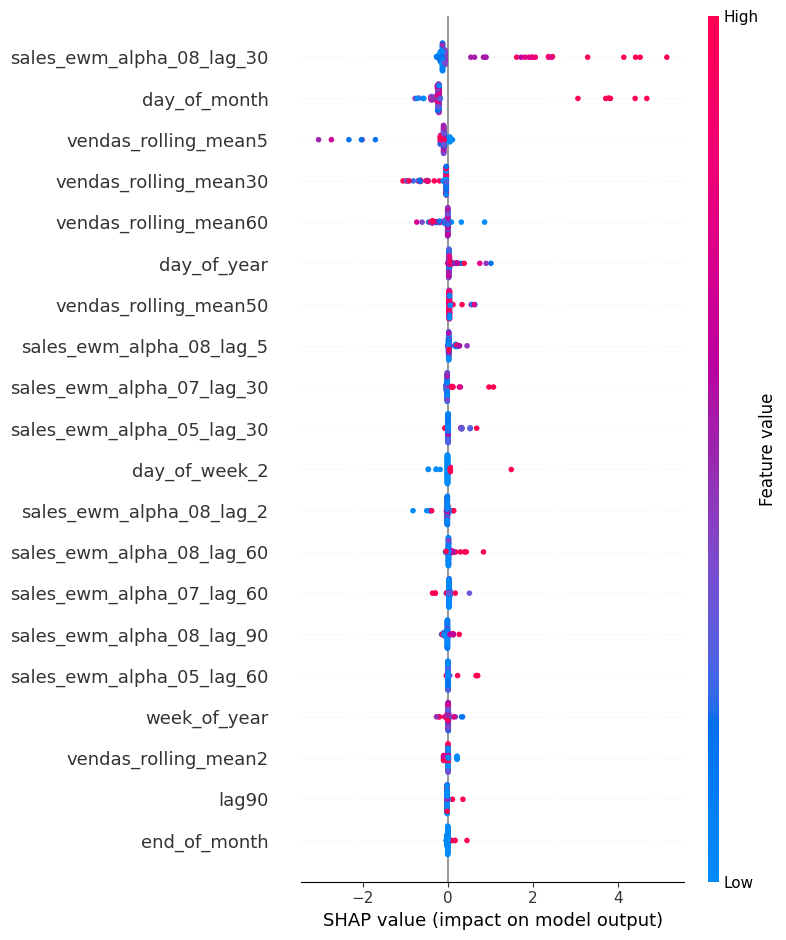 High
sales_ewm_alpha_08_lag_30
day_of_month
vendas_rolling_mean5
vendas_rolling_mean30
vendas_rolling_mean60
day_of_year
vendas_rolling_mean50
sales_ewm_alpha_08_lag_5
sales_ewm_alpha_07_lag_30
sales_ewm_alpha_05_lag_30
day_of_week_2
sales_ewm_alpha_08_lag_2
sales_ewm_alpha_08_lag_60
sales_ewm_alpha_07_lag_60
sales_ewm_alpha_08_lag_90
sales_ewm_alpha_05_lag_60
week_of_year
vendas_rolling_mean2
lag90
end_of_month
Feature value
Low
−2 0 2 4
SHAP value (impact on model output)